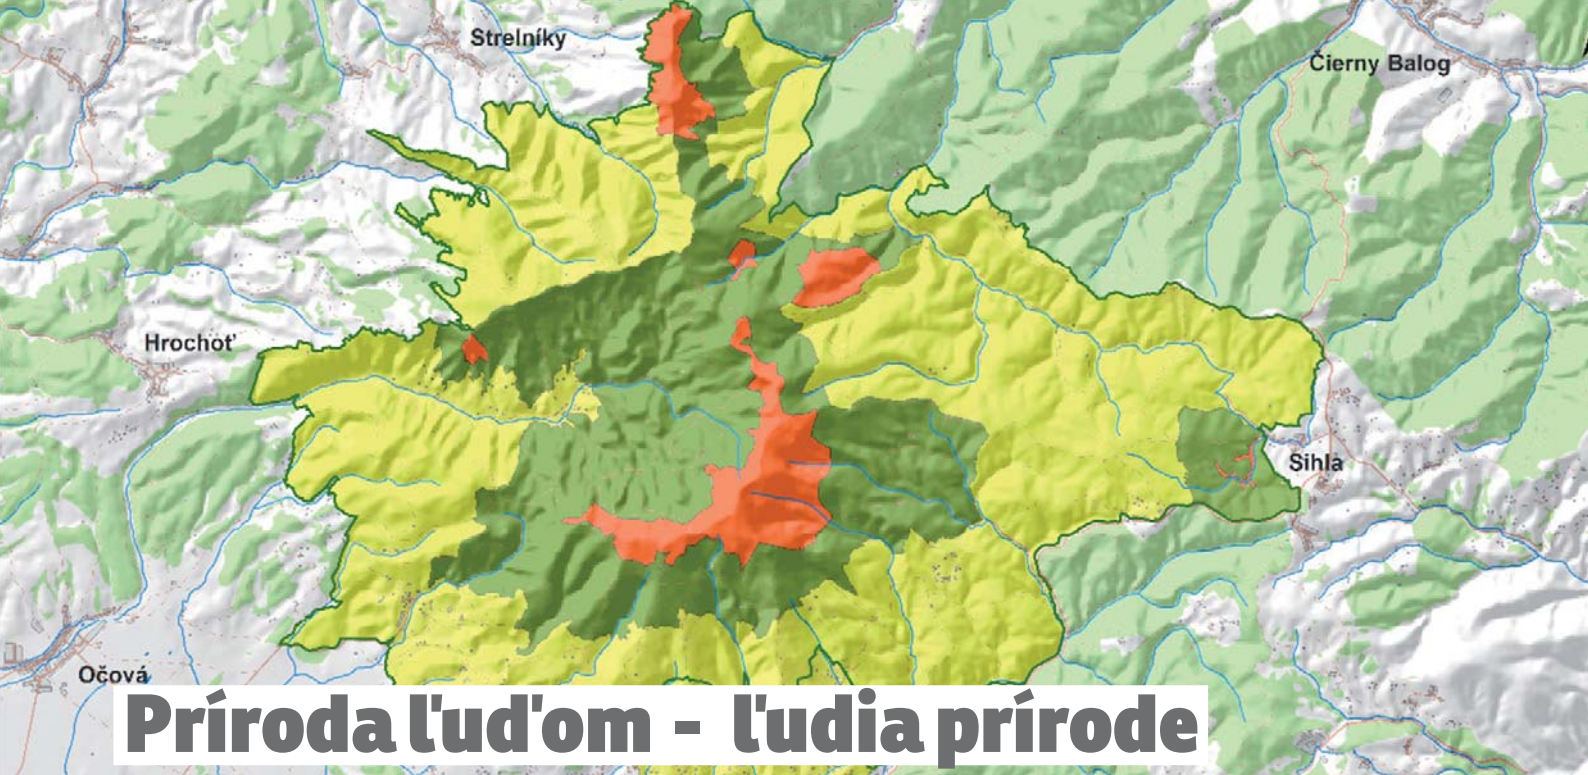 Strelníky
Čierny Balog
Hrochoť
Sihla
Očová
Príroda ľuďom - ľudia prírode